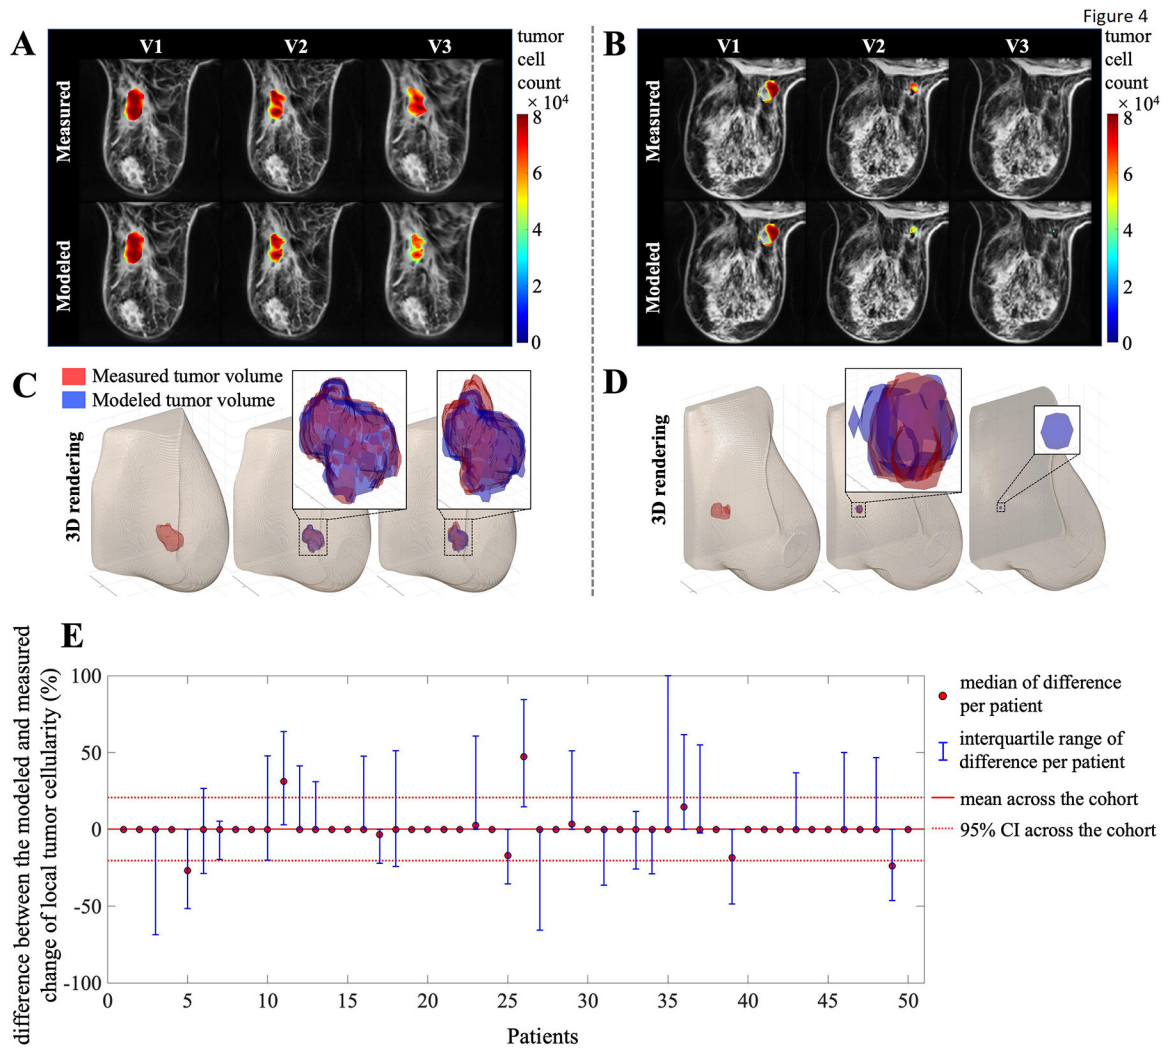 Figure 4
A
V1
V2
V3
Measured
Modeled
tumor
cell
count
× 10⁴
8
6
4
2
0
B
V1
V2
V3
Measured
Modeled
tumor
cell
count
× 10⁴
8
6
4
2
0
C
Measured tumor volume
Modeled tumor volume
3D rendering
D
3D rendering
E
difference between the modeled and measured
change of local tumor cellularity (%)
100
50
0
-50
-100
0
5
10
15
20
25
30
35
40
45
50
Patients
median of difference
per patient
interquartile range of
difference per patient
mean across the cohort
95% CI across the cohort